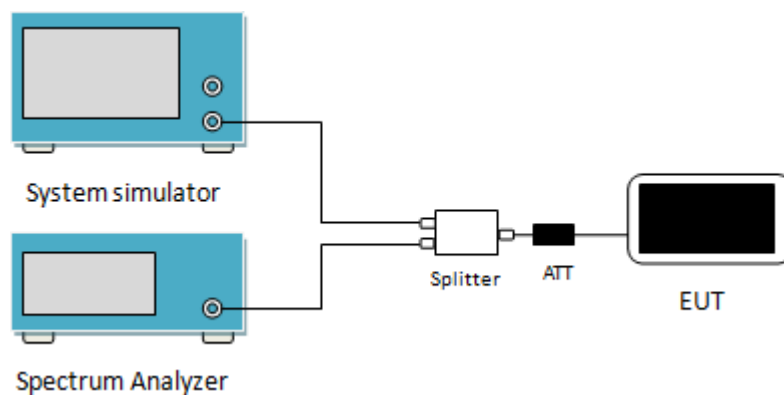 System simulator
Splitter
ATT
EUT
Spectrum Analyzer